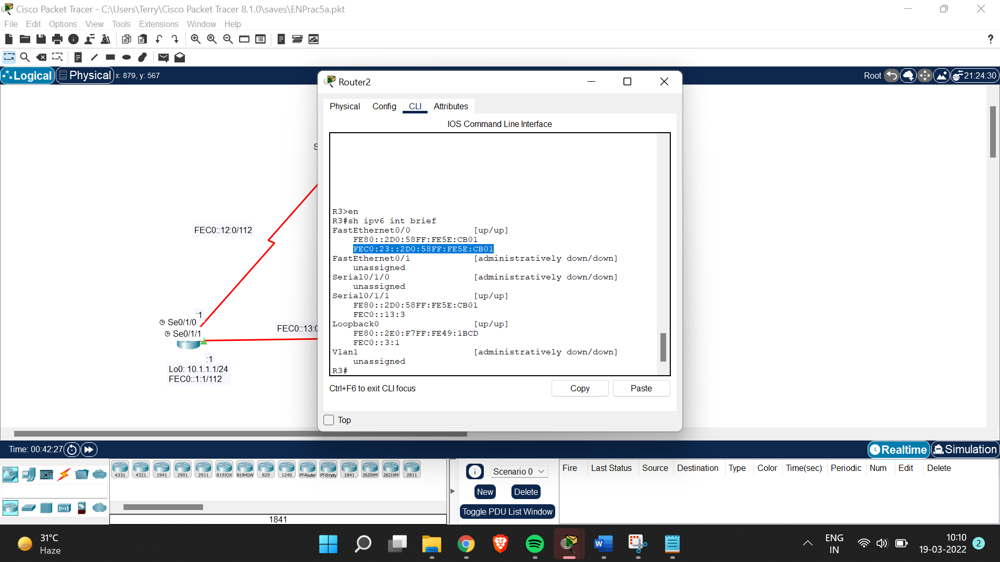 Cisco Packet Tracer - C:\Users\Terry\Cisco Packet Tracer 8.1.0\saves\ENPrac5a.pkt
File Edit Options View Tools Extensions Window Help
?
Logical Physical x: 879, y: 567
Root 21:24:30
Router2
Physical Config CLI Attributes
IOS Command Line Interface
R3>en
R3#sh ipv6 int brief
FastEthernet0/0 [up/up]
FE80::2D0:58FF:FE5E:CB01
FEC0:23::2D0:58FF:FE5E:CB01
FastEthernet0/1 [administratively down/down]
unassigned
Serial0/1/0 [administratively down/down]
unassigned
Serial0/1/1 [up/up]
FE80::2D0:58FF:FE5E:CB01
FEC0::13:3
Loopback0 [up/up]
FE80::2E0:F7FF:FE49:1BCD
FEC0::3:1
Vlan1 [administratively down/down]
unassigned
R3#
Ctrl+F6 to exit CLI focus
Copy Paste
Top
FEC0::12:0/112
:1
Se0/1/0
Se0/1/1
FEC0::13:0
:1
Lo0: 10.1.1.1/24
FEC0::1:1/112
Time: 00:42:27
Realtime Simulation
4331 4321 1941 2901 2911 819IOX 819HGW 829 1240 PT-Router PT-Empty 1841 2620XM 2621XM 2811
1841
Scenario 0
New Delete
Toggle PDU List Window
Fire Last Status Source Destination Type Color Time(sec) Periodic Num Edit Delete
31°C
Haze
ENG
IN
10:10
19-03-2022
2